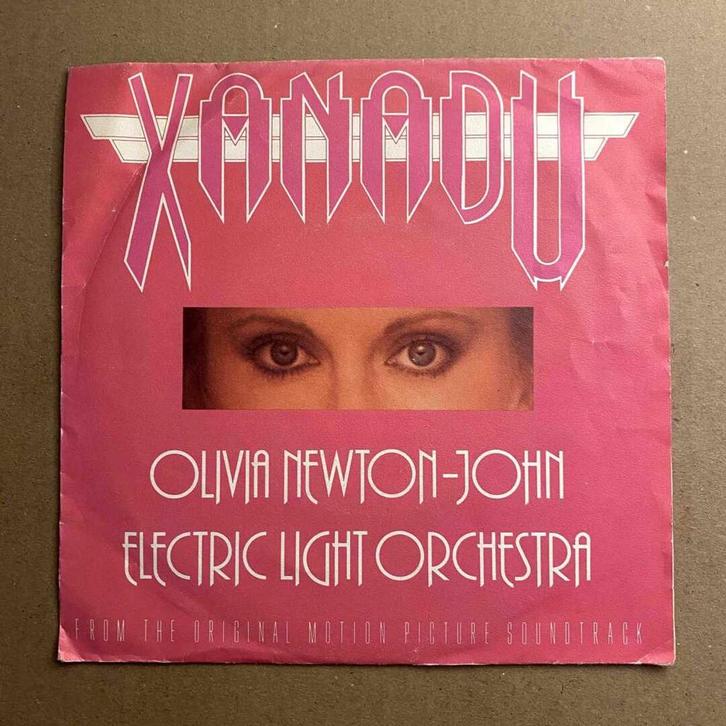 XANADU
OLIVIA NEWTON-JOHN
ELECTRIC LIGHT ORCHESTRA
FROM THE ORIGINAL MOTION PICTURE SOUNDTRACK